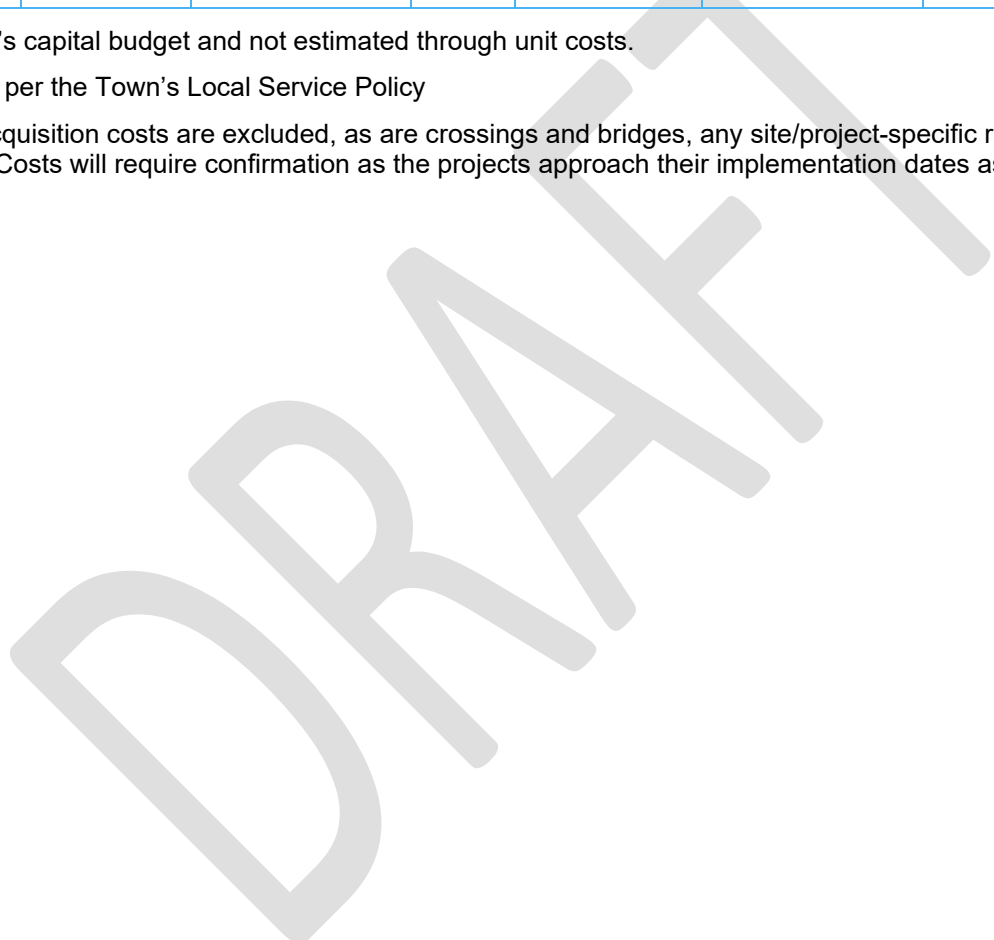 's capital budget and not estimated through unit costs.
per the Town's Local Service Policy
cquisition costs are excluded, as are crossings and bridges, any site/project-specific
Costs will require confirmation as the projects approach their implementation dates
DRAFT